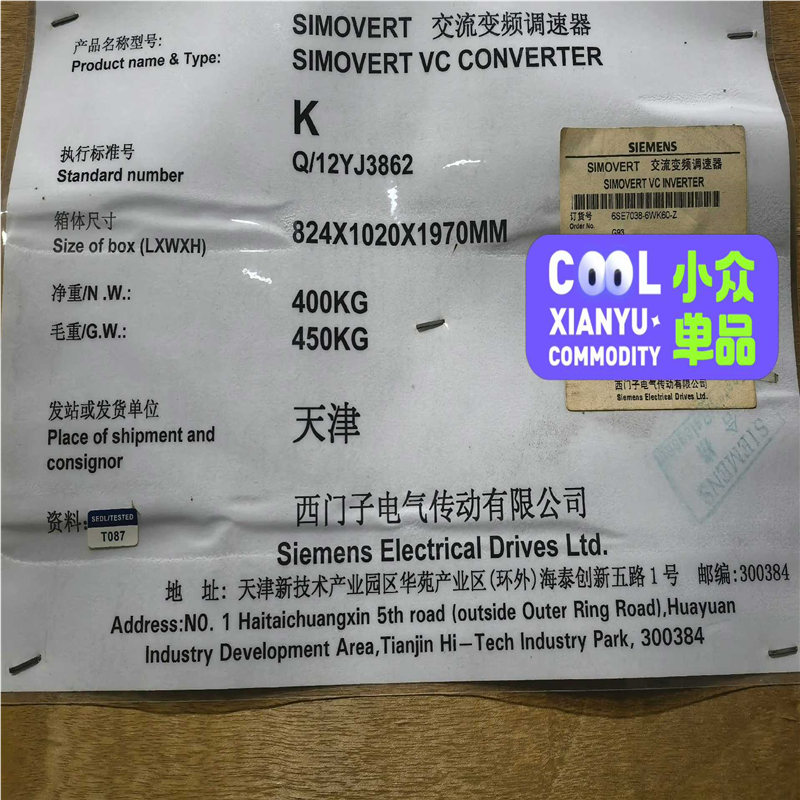 产品名称型号:
Product name & Type:
SIMOVERT 交流变频调速器
SIMOVERT VC CONVERTER
K
执行标准号
Standard number
Q/12YJ3862
箱体尺寸
Size of box (LXWXH)
824X1020X1970MM
净重/N .W.:
400KG
毛重/G.W.:
450KG
发站或发货单位
Place of shipment and
consignor
天津
资料:
SEDL/TESTED
T087
西门子电气传动有限公司
Siemens Electrical Drives Ltd.
地 址: 天津新技术产业园区华苑产业区(环外)海泰创新五路1号 邮编:300384
Address:NO. 1 Haitaichuangxin 5th road (outside Outer Ring Road),Huayuan
Industry Development Area,Tianjin Hi-Tech Industry Park, 300384
SIEMENS
SIMOVERT 交流变频调速器
SIMOVERT VC INVERTER
订货号 6SE7038-6WK60-Z
Order No.
G93
COOL
XIANYU
COMMODITY
小众
单品
西门子电气传动有限公司
Siemens Electrical Drives Ltd.
SIEMENS